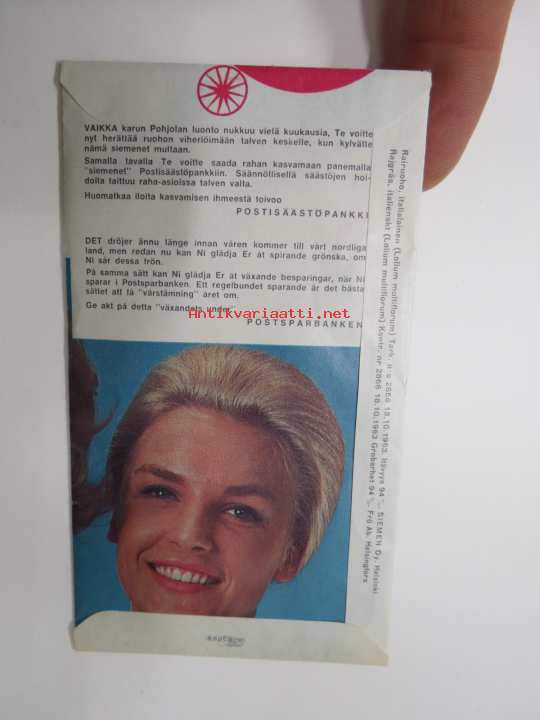 VAIKKA karun Pohjolan luonto nukkuu vielä kuukausia, Te voitte
nyt herättää ruohon viheriöimään talven keskelle, kun kylvätte
nämä siemenet multaan.
Samalla tavalla Te voitte saada rahan kasvamaan panemalla
"siemenet" Postisäästöpankkiin. Säännöllisellä säästöjen hoi-
dolla taittuu raha-asioissa talven valta.
Huomatkaa iloita kasvamisen ihmeestä toivoo
POSTISÄÄSTÖPANKKI
DET dröjer ännu länge innan våren kommer till vårt nordliga
land, men redan nu kan Ni glädja Er åt spirande grönska, om
Ni sår dessa frön.
På samma sätt kan Ni glädja Er åt växande besparingar, när Ni
sparar i Postsparbanken. Ett regelbundet sparande är det bästa
sättet att få "vårstämning" året om.
Ge akt på detta "växandets under"
POSTSPARBANKEN
Antikvariaatti.net
Rairuoho, italialainen (Lolium multiflorum) Tark. n:o 2866 18.10.1963. Itävyys 94 % SIEMEN Oy, Helsinki
Rajgräs, italienskt (Lolium multiflorum) Kontr. nr 2866 18.10.1963 Grobarhet 94 % Frö Ab, Helsingfors